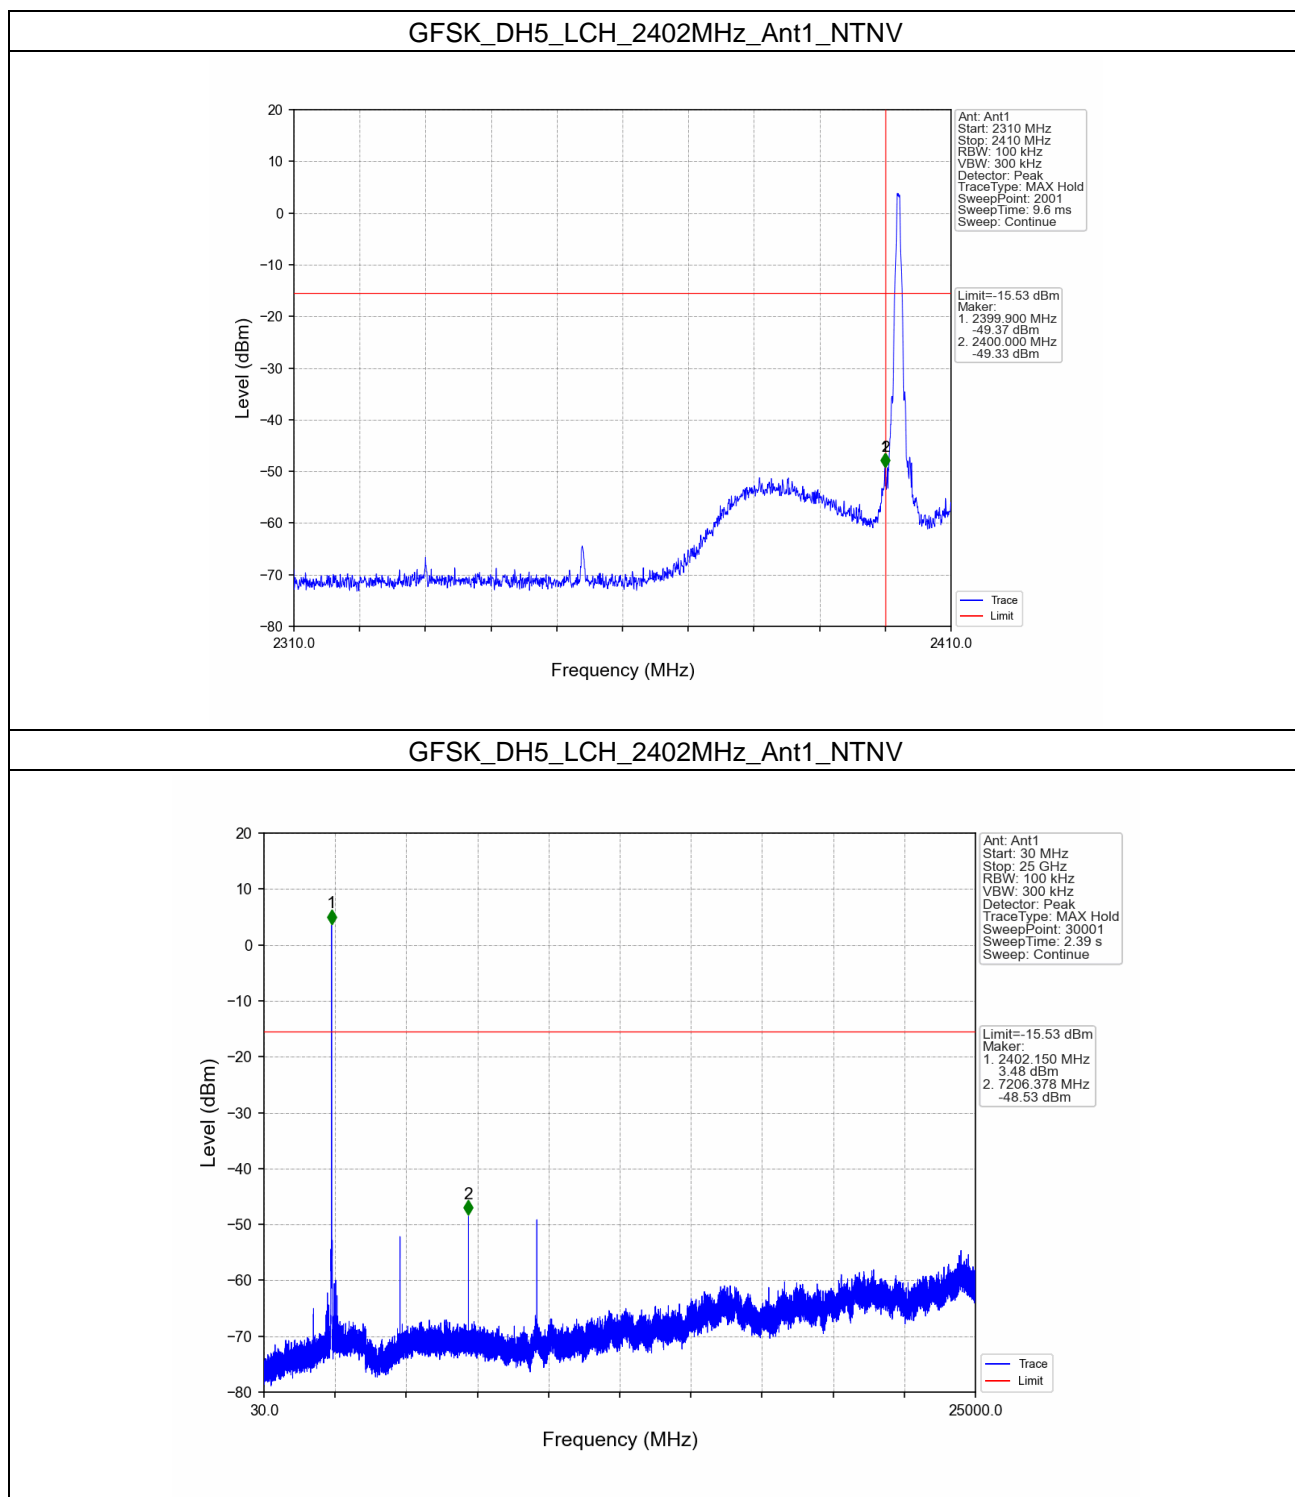 GFSK_DH5_LCH_2402MHz_Ant1_NTNV
20
10
0
−10
−20
−30
−40
−50
−60
−70
−80
Level (dBm)
2310.0
2410.0
Frequency (MHz)
2
Ant: Ant1
Start: 2310 MHz
Stop: 2410 MHz
RBW: 100 kHz
VBW: 300 kHz
Detector: Peak
TraceType: MAX Hold
SweepPoint: 2001
SweepTime: 9.6 ms
Sweep: Continue
Limit=-15.53 dBm
Maker:
1. 2399.900 MHz
-49.37 dBm
2. 2400.000 MHz
-49.33 dBm
Trace
Limit
GFSK_DH5_LCH_2402MHz_Ant1_NTNV
20
10
0
−10
−20
−30
−40
−50
−60
−70
−80
Level (dBm)
30.0
25000.0
Frequency (MHz)
1
2
Ant: Ant1
Start: 30 MHz
Stop: 25 GHz
RBW: 100 kHz
VBW: 300 kHz
Detector: Peak
TraceType: MAX Hold
SweepPoint: 30001
SweepTime: 2.39 s
Sweep: Continue
Limit=-15.53 dBm
Maker:
1. 2402.150 MHz
3.48 dBm
2. 7206.378 MHz
-48.53 dBm
Trace
Limit